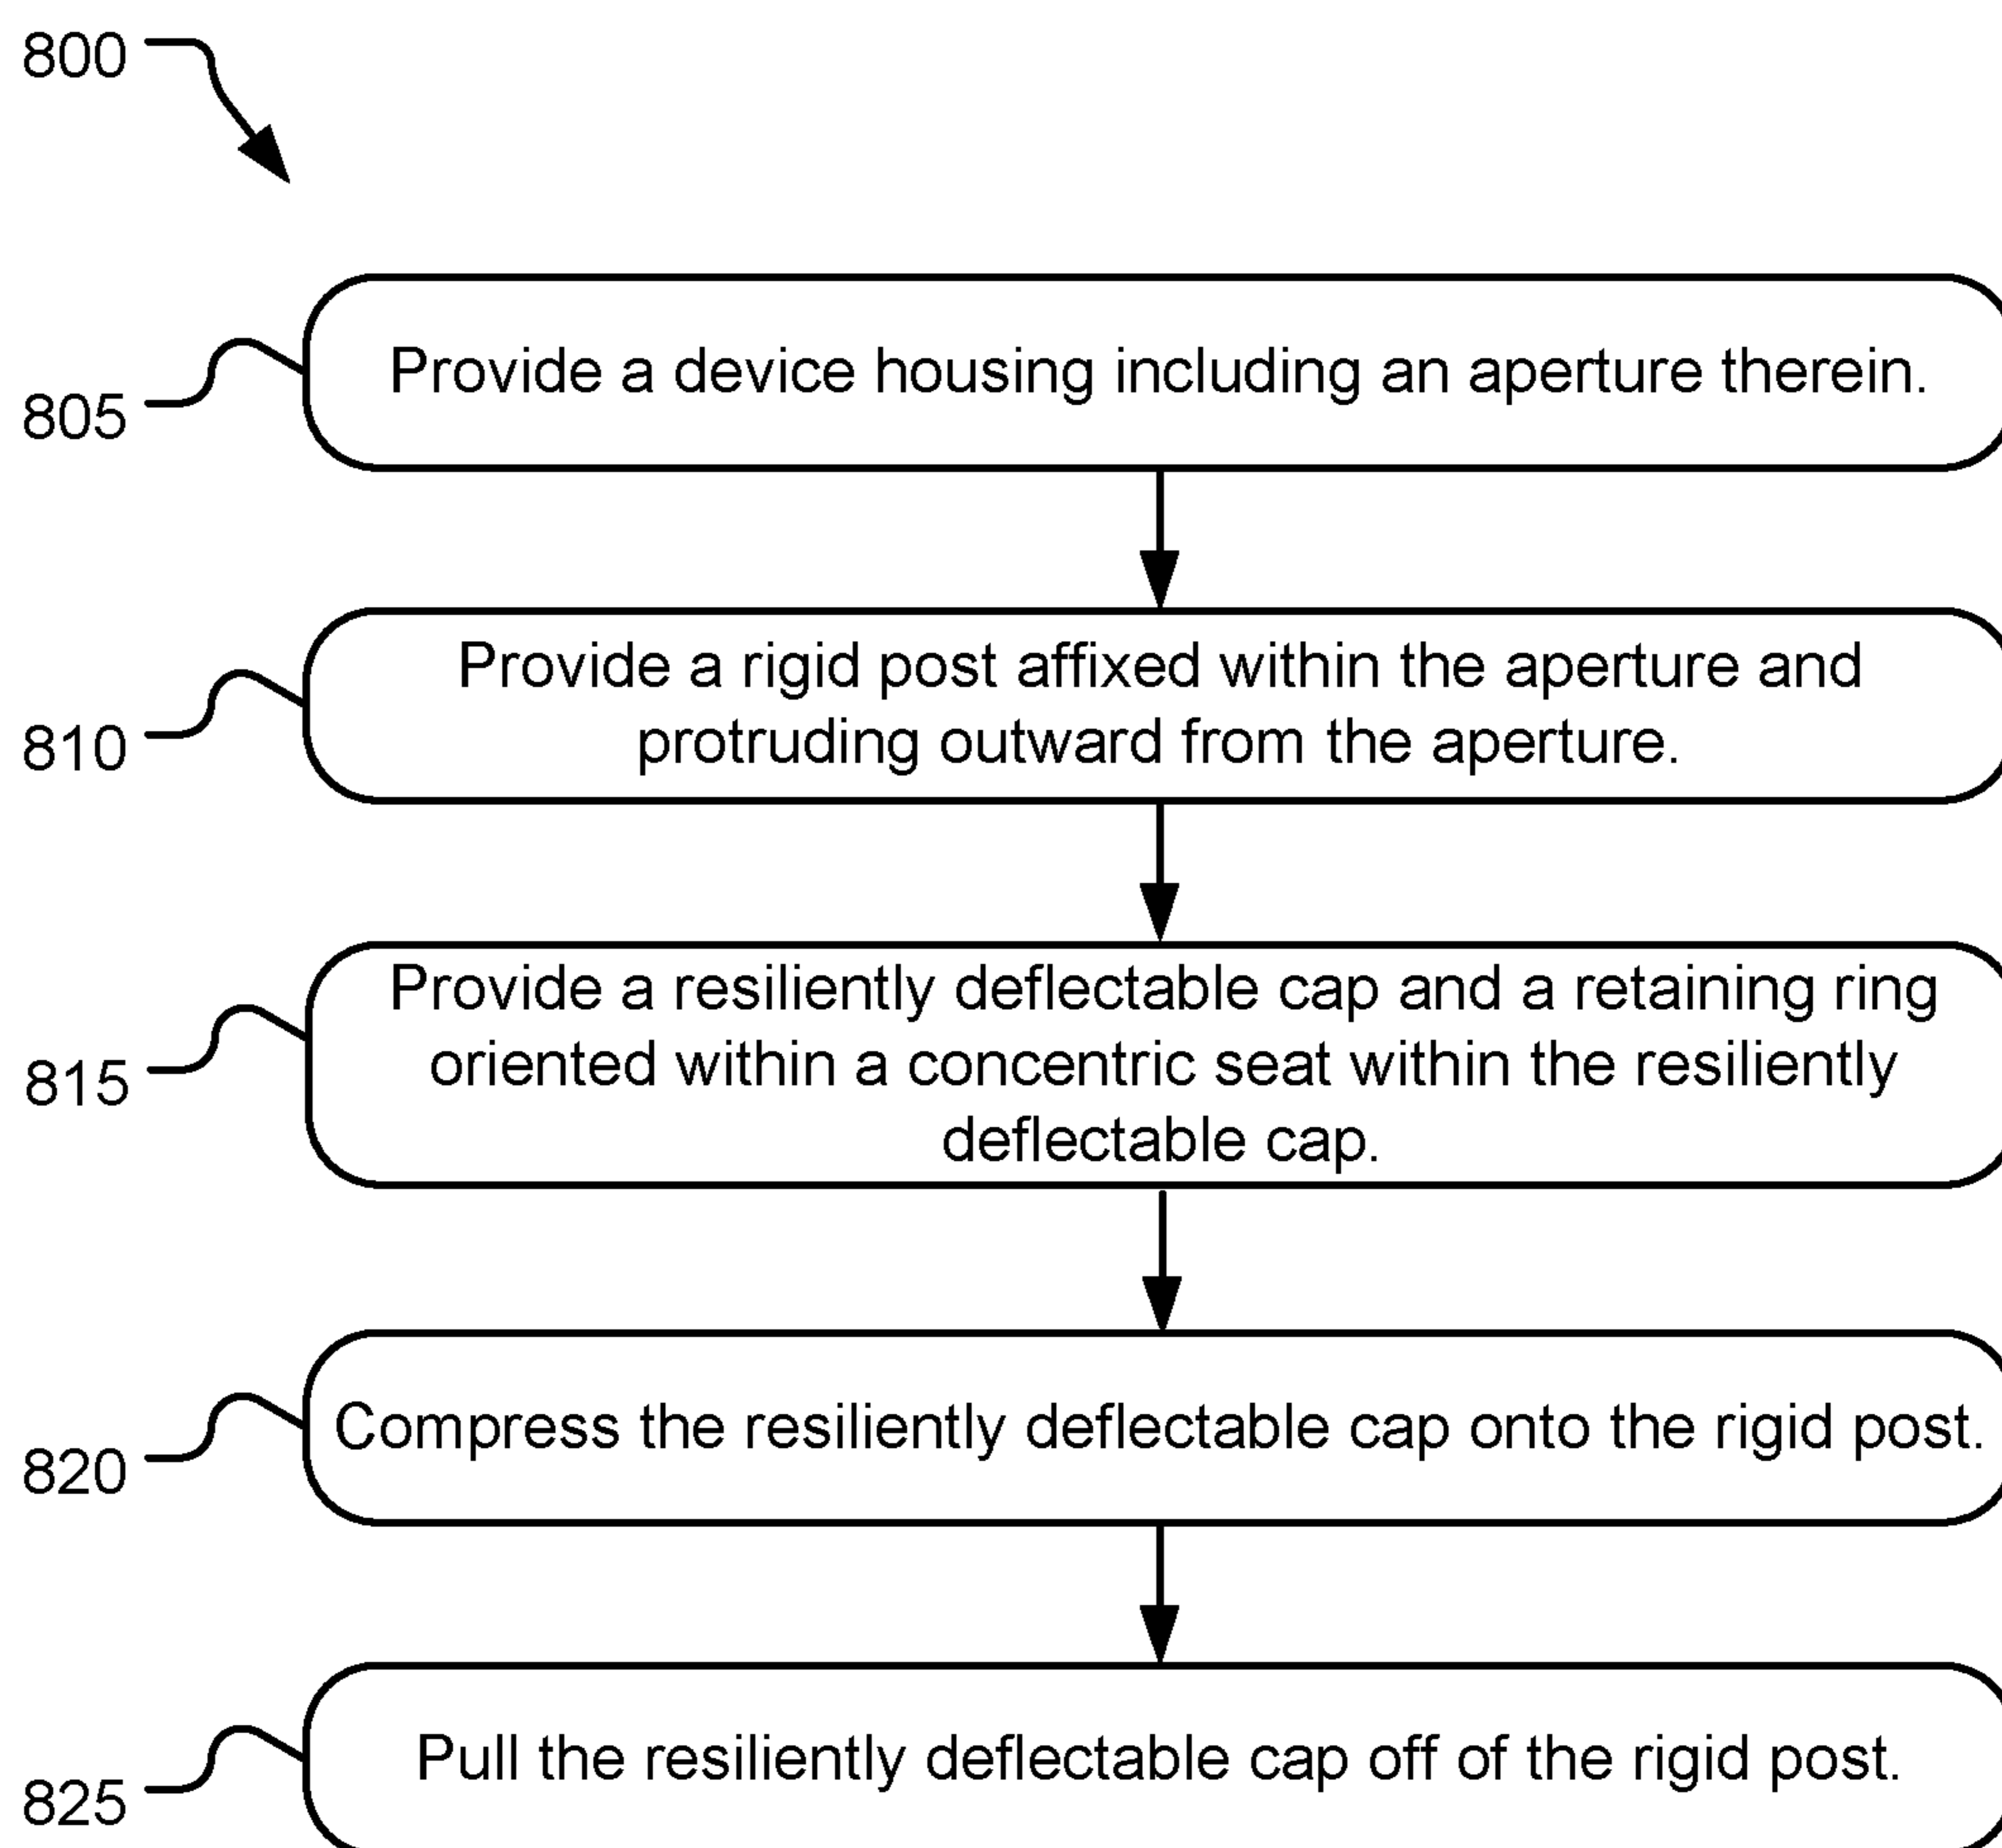 800
805
Provide a device housing including an aperture therein.
810
Provide a rigid post affixed within the aperture and
protruding outward from the aperture.
815
Provide a resiliently deflectable cap and a retaining ring
oriented within a concentric seat within the resiliently
deflectable cap.
820
Compress the resiliently deflectable cap onto the rigid post.
825
Pull the resiliently deflectable cap off of the rigid post.